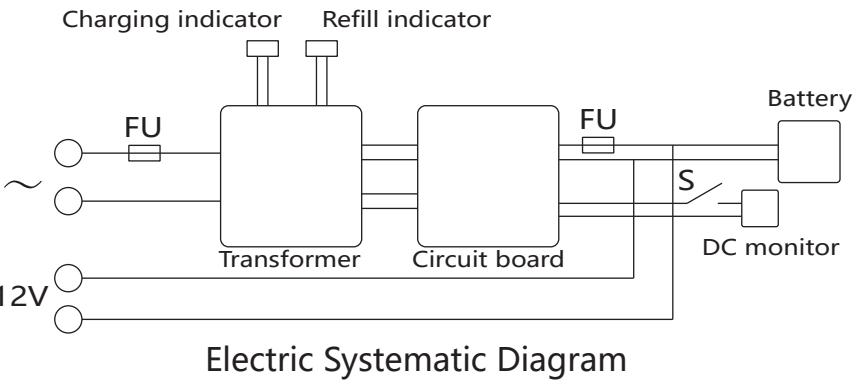 Charging indicator
Refill indicator
FU
FU
Battery
S
~
Transformer
Circuit board
DC monitor
12V
Electric Systematic Diagram